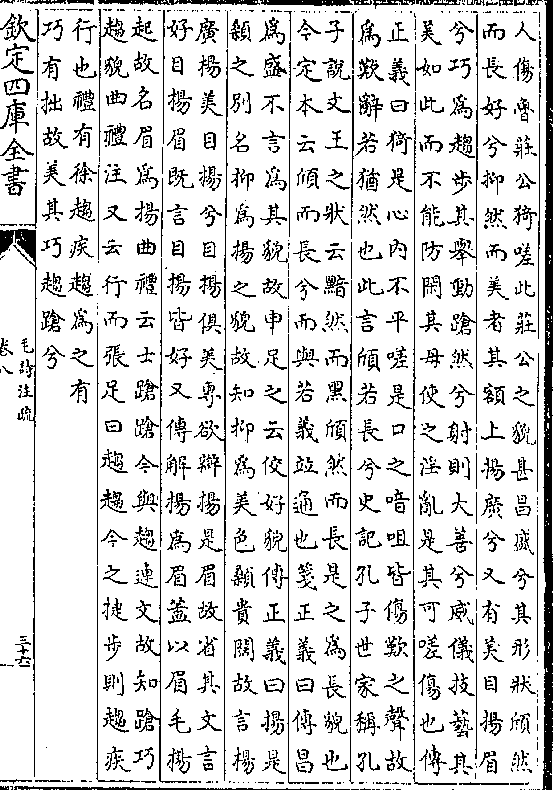 人傷魯莊公猗嗟此莊公之貌甚昌盛兮其形狀頎然
而長好兮抑然而美者其額上揚廣兮又有美目揚眉
兮巧為趨步其舉動蹌然兮射則大善兮威儀技藝其
美如此而不能防閑其母使之淫亂是其可嗟傷也傳
正義曰猗是心內不平嗟是口之喑咀皆傷歎之聲故
為歎辭若猶然也此言頎若長兮史記孔子世家稱孔
子說文王之狀云黯然而黑頎然而長是之為長貌也
今定本云頎而長兮而與若義竝通也箋正義曰傳昌
為盛不言為其貌故申足之云佼好貌傳正義曰揚是
顙之別名抑為揚之貌故知抑為美色顙貴闊故言揚
廣揚美目揚兮目揚俱美專欲辯揚是眉故省其文言
好目揚眉既言目揚皆好又傳解揚為眉蓋以眉毛揚
起故名眉為揚曲禮云士蹌蹌今與趨連文故知蹌巧
趨貌曲禮注又云行而張足曰趨趨今之捷步則趨疾
行也禮有徐趨疾趨為之有
巧有拙故美其巧趨蹌兮
欽定四庫全書
毛詩注疏
卷八
三十六